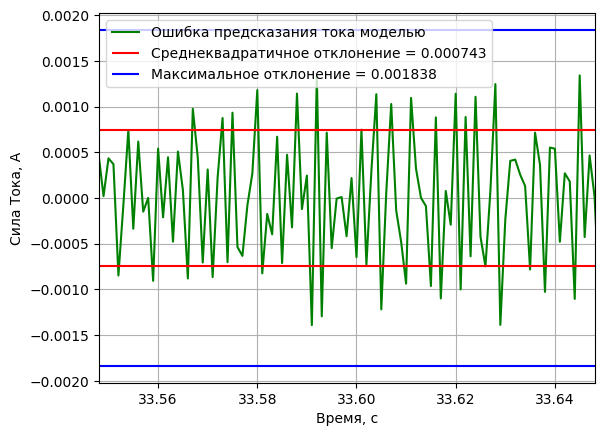 0.0020
0.0015
0.0010
0.0005
0.0000
−0.0005
−0.0010
−0.0015
−0.0020
Сила Тока, А
Ошибка предсказания тока моделью
Среднеквадратичное отклонение = 0.000743
Максимальное отклонение = 0.001838
33.56 33.58 33.60 33.62 33.64
Время, с